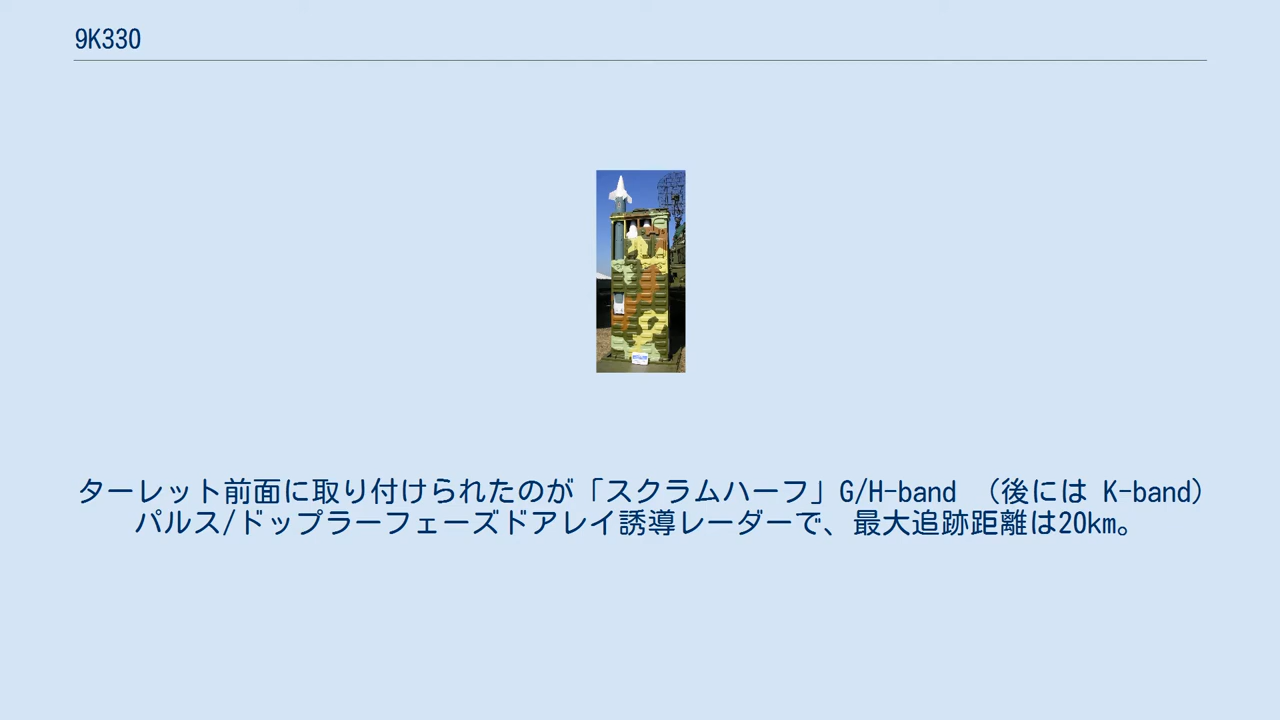 9K330
ターレット前面に取り付けられたのが「スクラムハーフ」G/H-band （後には K-band）
パルス/ドップラーフェーズドアレイ誘導レーダーで、最大追跡距離は20km。